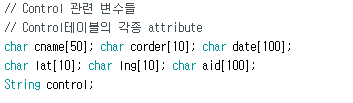 // Control 관련 변수들
// Control테이블의 각종 attribute
char cname[50]; char corder[10]; char date[100];
char lat[10]; char lng[10]; char aid[100];
String control;